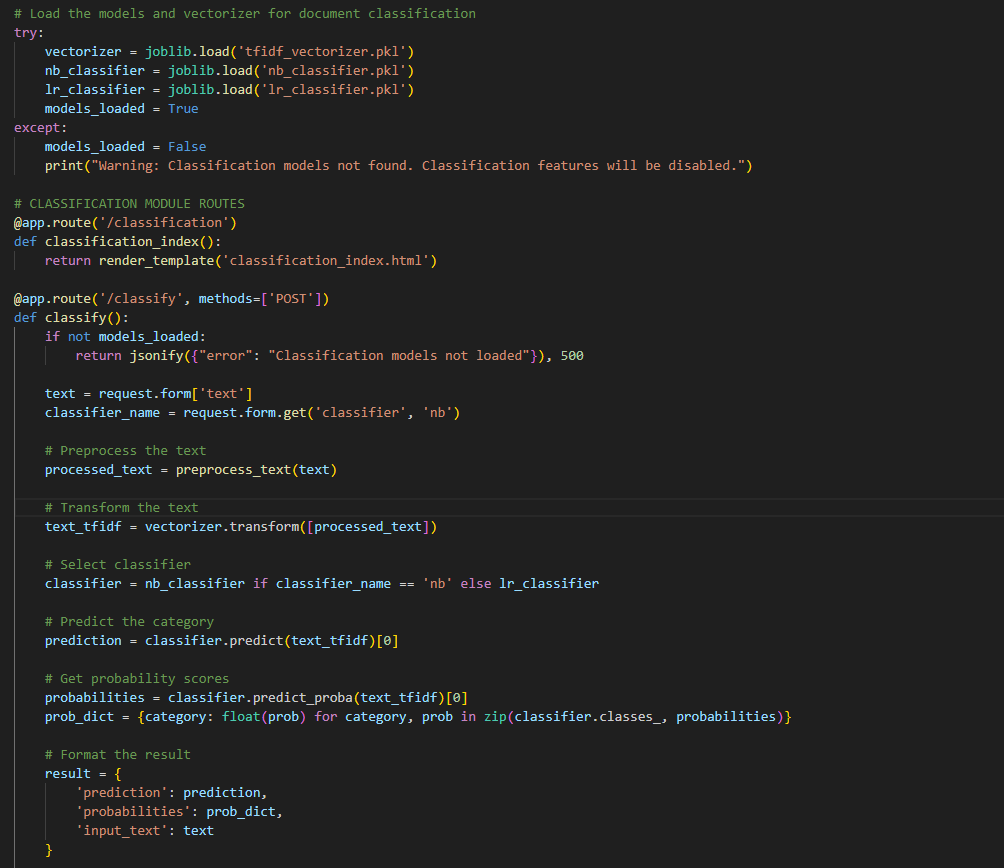 # Load the models and vectorizer for document classification
try:
    vectorizer = joblib.load('tfidf_vectorizer.pkl')
    nb_classifier = joblib.load('nb_classifier.pkl')
    lr_classifier = joblib.load('lr_classifier.pkl')
    models_loaded = True
except:
    models_loaded = False
    print("Warning: Classification models not found. Classification features will be disabled.")

# CLASSIFICATION MODULE ROUTES
@app.route('/classification')
def classification_index():
    return render_template('classification_index.html')

@app.route('/classify', methods=['POST'])
def classify():
    if not models_loaded:
        return jsonify({"error": "Classification models not loaded"}), 500

    text = request.form['text']
    classifier_name = request.form.get('classifier', 'nb')

    # Preprocess the text
    processed_text = preprocess_text(text)

    # Transform the text
    text_tfidf = vectorizer.transform([processed_text])

    # Select classifier
    classifier = nb_classifier if classifier_name == 'nb' else lr_classifier

    # Predict the category
    prediction = classifier.predict(text_tfidf)[0]

    # Get probability scores
    probabilities = classifier.predict_proba(text_tfidf)[0]
    prob_dict = {category: float(prob) for category, prob in zip(classifier.classes_, probabilities)}

    # Format the result
    result = {
        'prediction': prediction,
        'probabilities': prob_dict,
        'input_text': text
    }